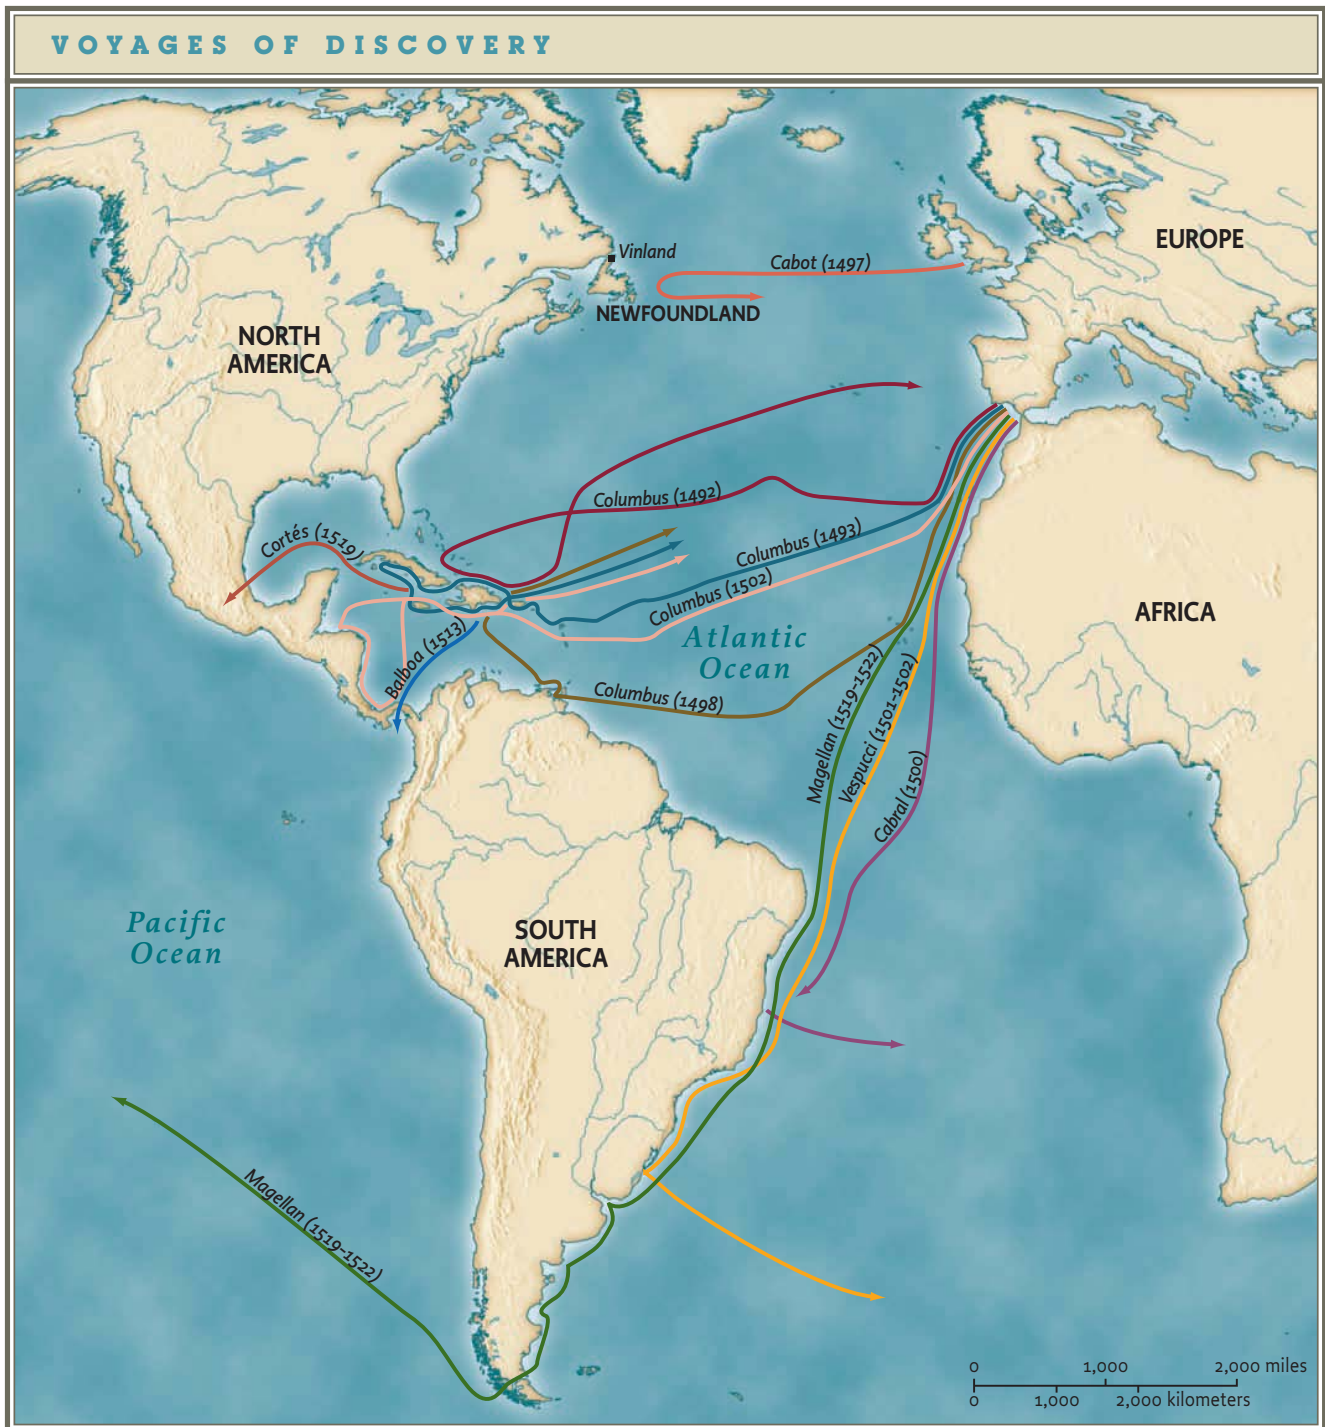 VOYAGES OF DISCOVERY
Vinland
EUROPE
Cabot (1497)
NEWFOUNDLAND
NORTH
AMERICA
Columbus (1492)
Cortés (1519)
Columbus (1493)
Columbus (1502)
AFRICA
Atlantic
Ocean
Balboa (1513)
Columbus (1498)
Magellan (1519-1522)
Vespucci (1501-1502)
Cabral (1500)
Pacific
Ocean
SOUTH
AMERICA
Magellan (1519-1522)
0 1,000 2,000 miles
0 1,000 2,000 kilometers